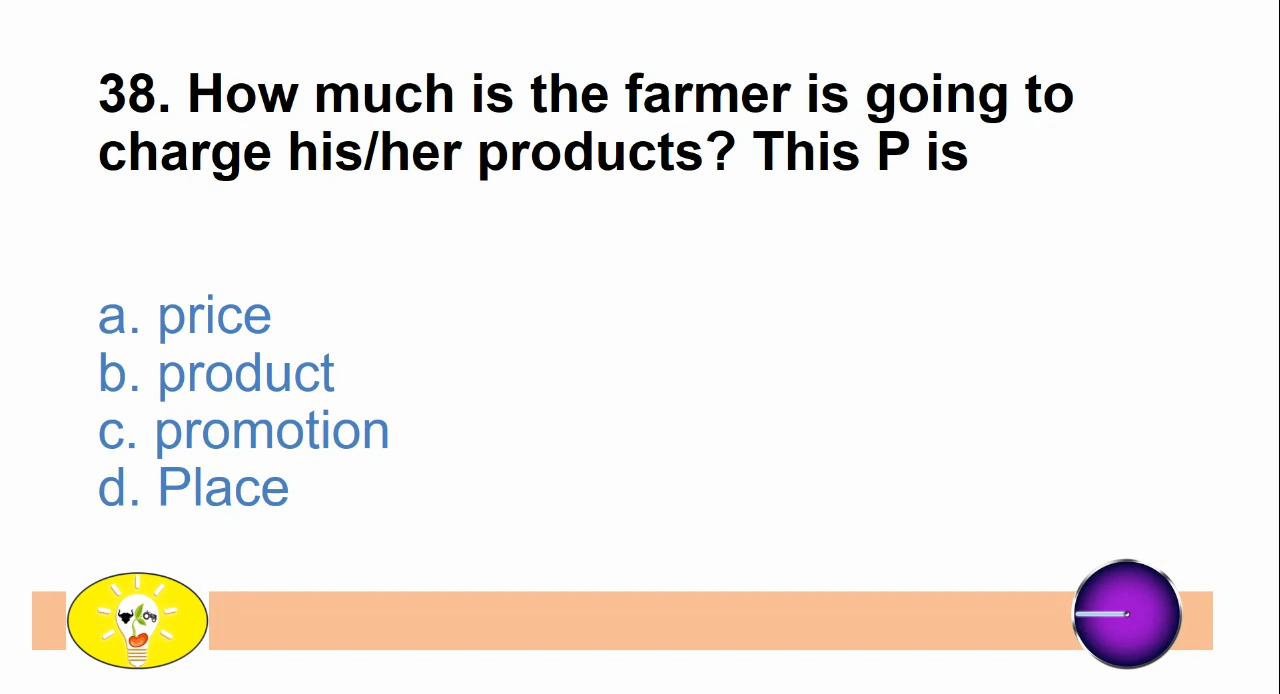 38. How much is the farmer is going to
charge his/her products? This P is
a. price
b. product
c. promotion
d. Place